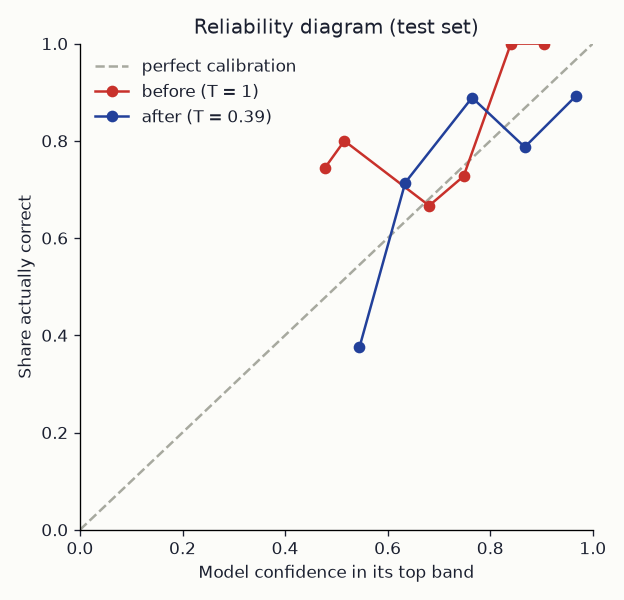 Reliability diagram (test set)
perfect calibration
before (T = 1)
after (T = 0.39)
Share actually correct
1.0
0.8
0.6
0.4
0.2
0.0
0.0 0.2 0.4 0.6 0.8 1.0
Model confidence in its top band